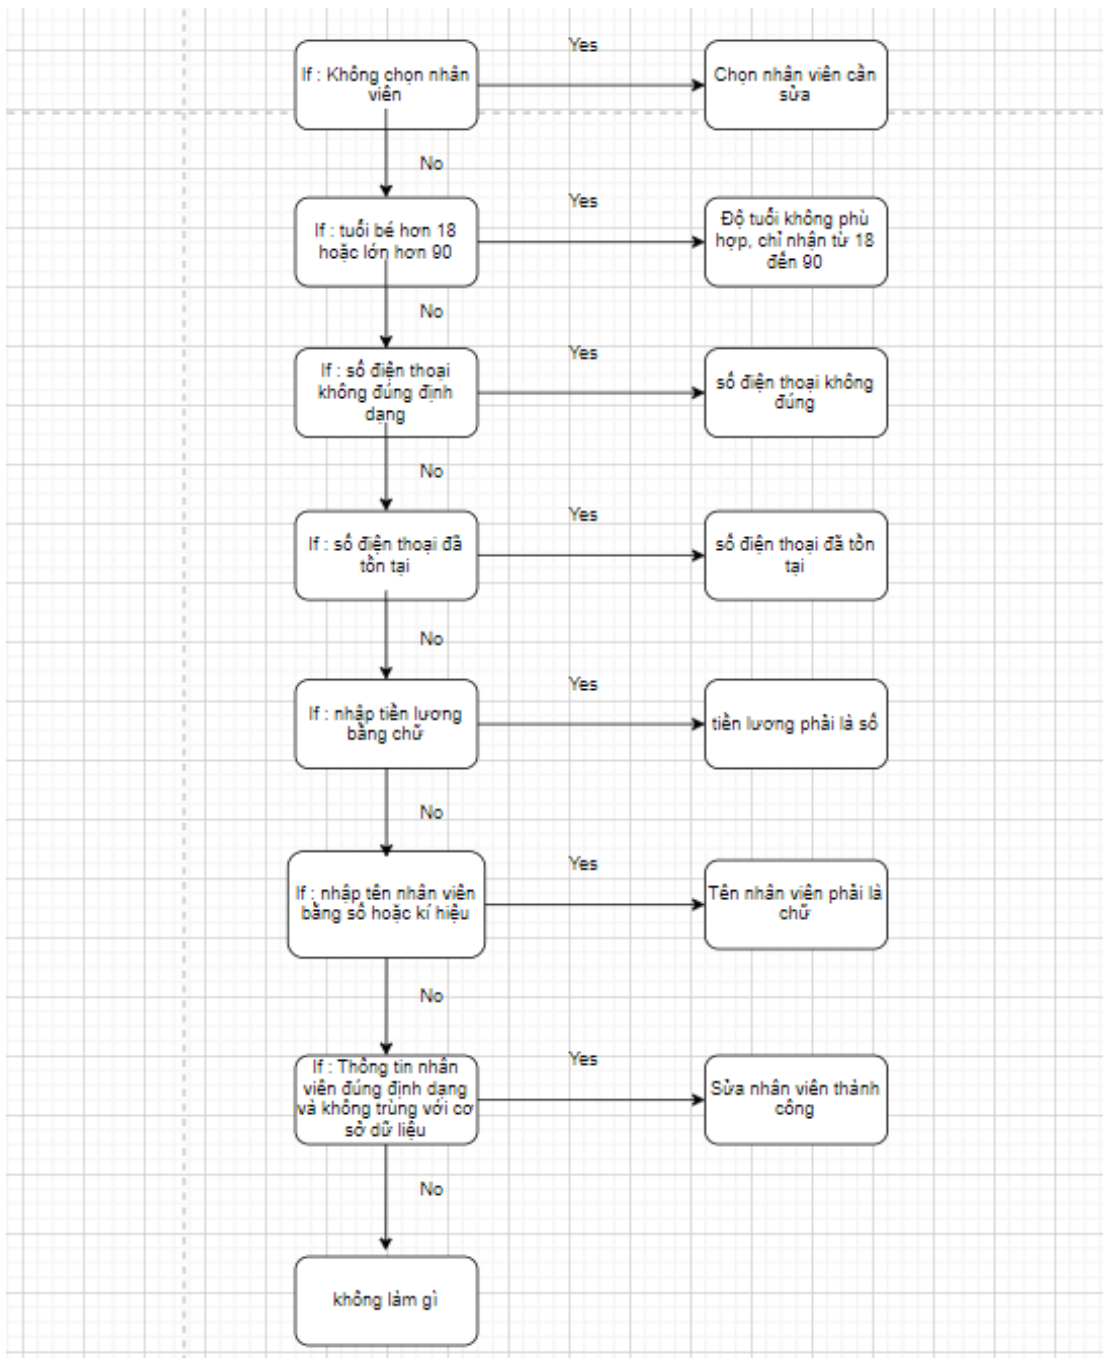 Yes
If : Không chọn nhân
viên
Chọn nhân viên cần
sửa
No
Yes
If : tuổi bé hơn 18
hoặc lớn hơn 90
Độ tuổi không phù
hợp, chỉ nhận từ 18
đến 90
No
Yes
If : số điện thoại
không đúng định
dạng
số điện thoại không
đúng
No
Yes
If : số điện thoại đã
tồn tại
số điện thoại đã tồn
tại
No
Yes
If : nhập tiền lương
bằng chữ
tiền lương phải là số
No
Yes
If : nhập tên nhân viên
bằng số hoặc kí hiệu
Tên nhân viên phải là
chữ
No
Yes
If : Thông tin nhân
viên đúng định dạng
và không trùng với cơ
sở dữ liệu
Sửa nhân viên thành
công
No
không làm gì